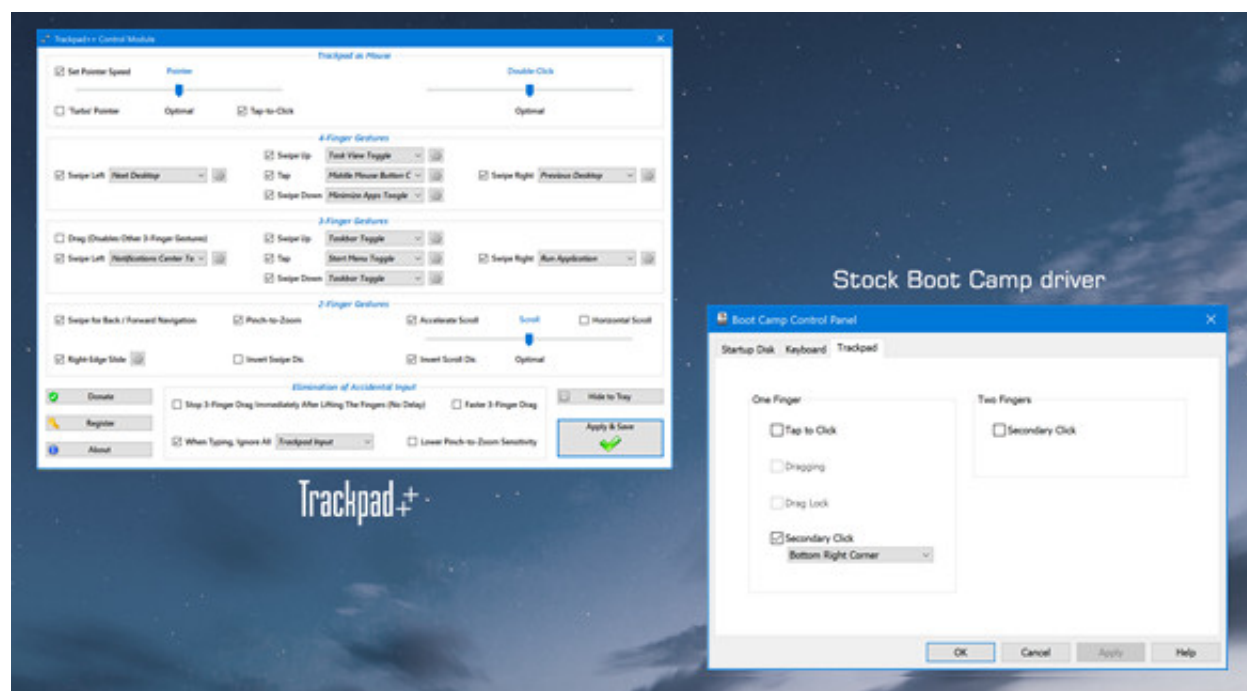 Trackpad++ Control Module
Trackpad as Mouse
Set Pointer Speed Pointer Double-Click
'Turbo' Pointer Optimal Tap-to-Click Optimal
4-Finger Gestures
Swipe Up Task View Toggle
Swipe Left Next Desktop Tap Middle Mouse Button C Swipe Right Previous Desktop
Swipe Down Minimize Apps Toogle
3-Finger Gestures
Drag (Disables Other 3-Finger Gestures) Swipe Up Taskbar Toggle
Swipe Left Notifications Center To Tap Start Menu Toggle Swipe Right Run Application
Swipe Down Taskbar Toggle
2-Finger Gestures
Swipe for Back / Forward Navigation Pinch-to-Zoom Accelerate Scroll Scroll Horizontal Scroll
Right-Edge Slide Invert Swipe Dir. Invert Scroll Dir. Optimal
Elimination of Accidental Input
Donate Stop 3-Finger Drag Immediately After Lifting The Fingers (No Delay) Faster 3-Finger Drag Hide to Tray
Register Apply & Save
When Typing, Ignore All Trackpad Input Lower Pinch-to-Zoom Sensitivity
About
Trackpad++
Stock Boot Camp driver
Boot Camp Control Panel
Startup Disk Keyboard Trackpad
One Finger Two Fingers
Tap to Click Secondary Click
Dragging
Drag Lock
Secondary Click
Bottom Right Corner
OK Cancel Apply Help